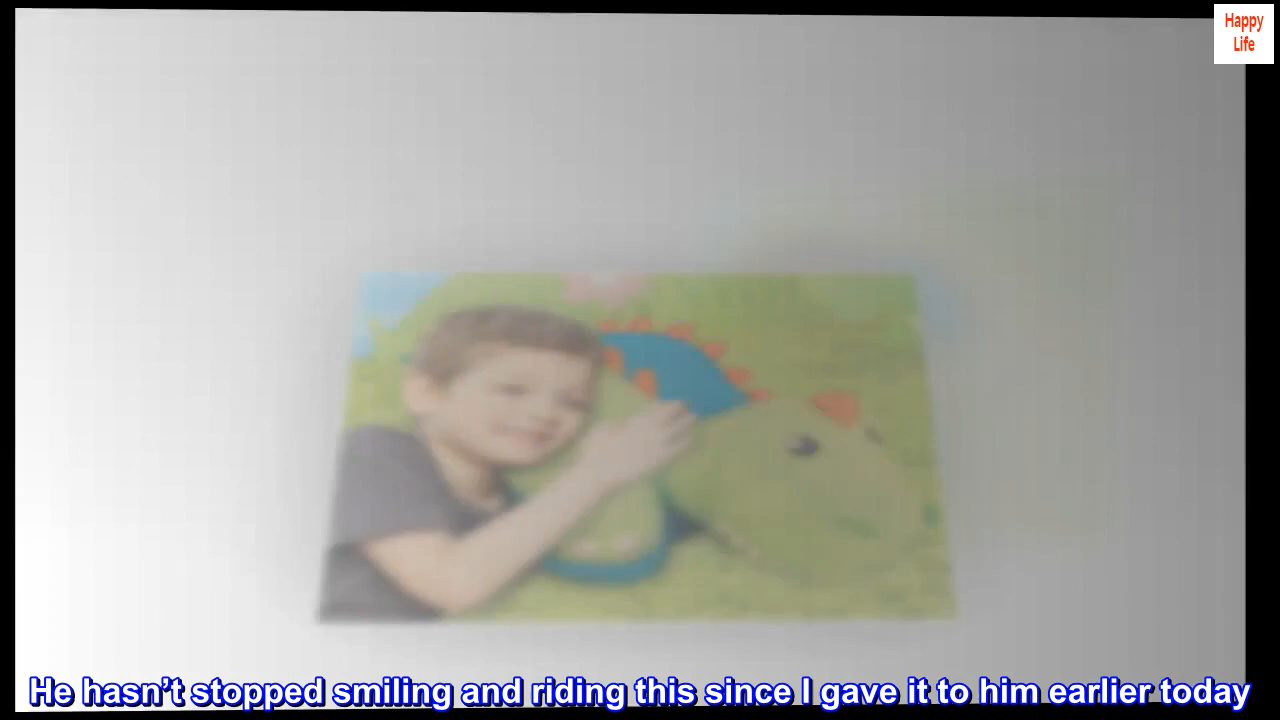 Happy
Life
He hasn’t stopped smiling and riding this since I gave it to him earlier today